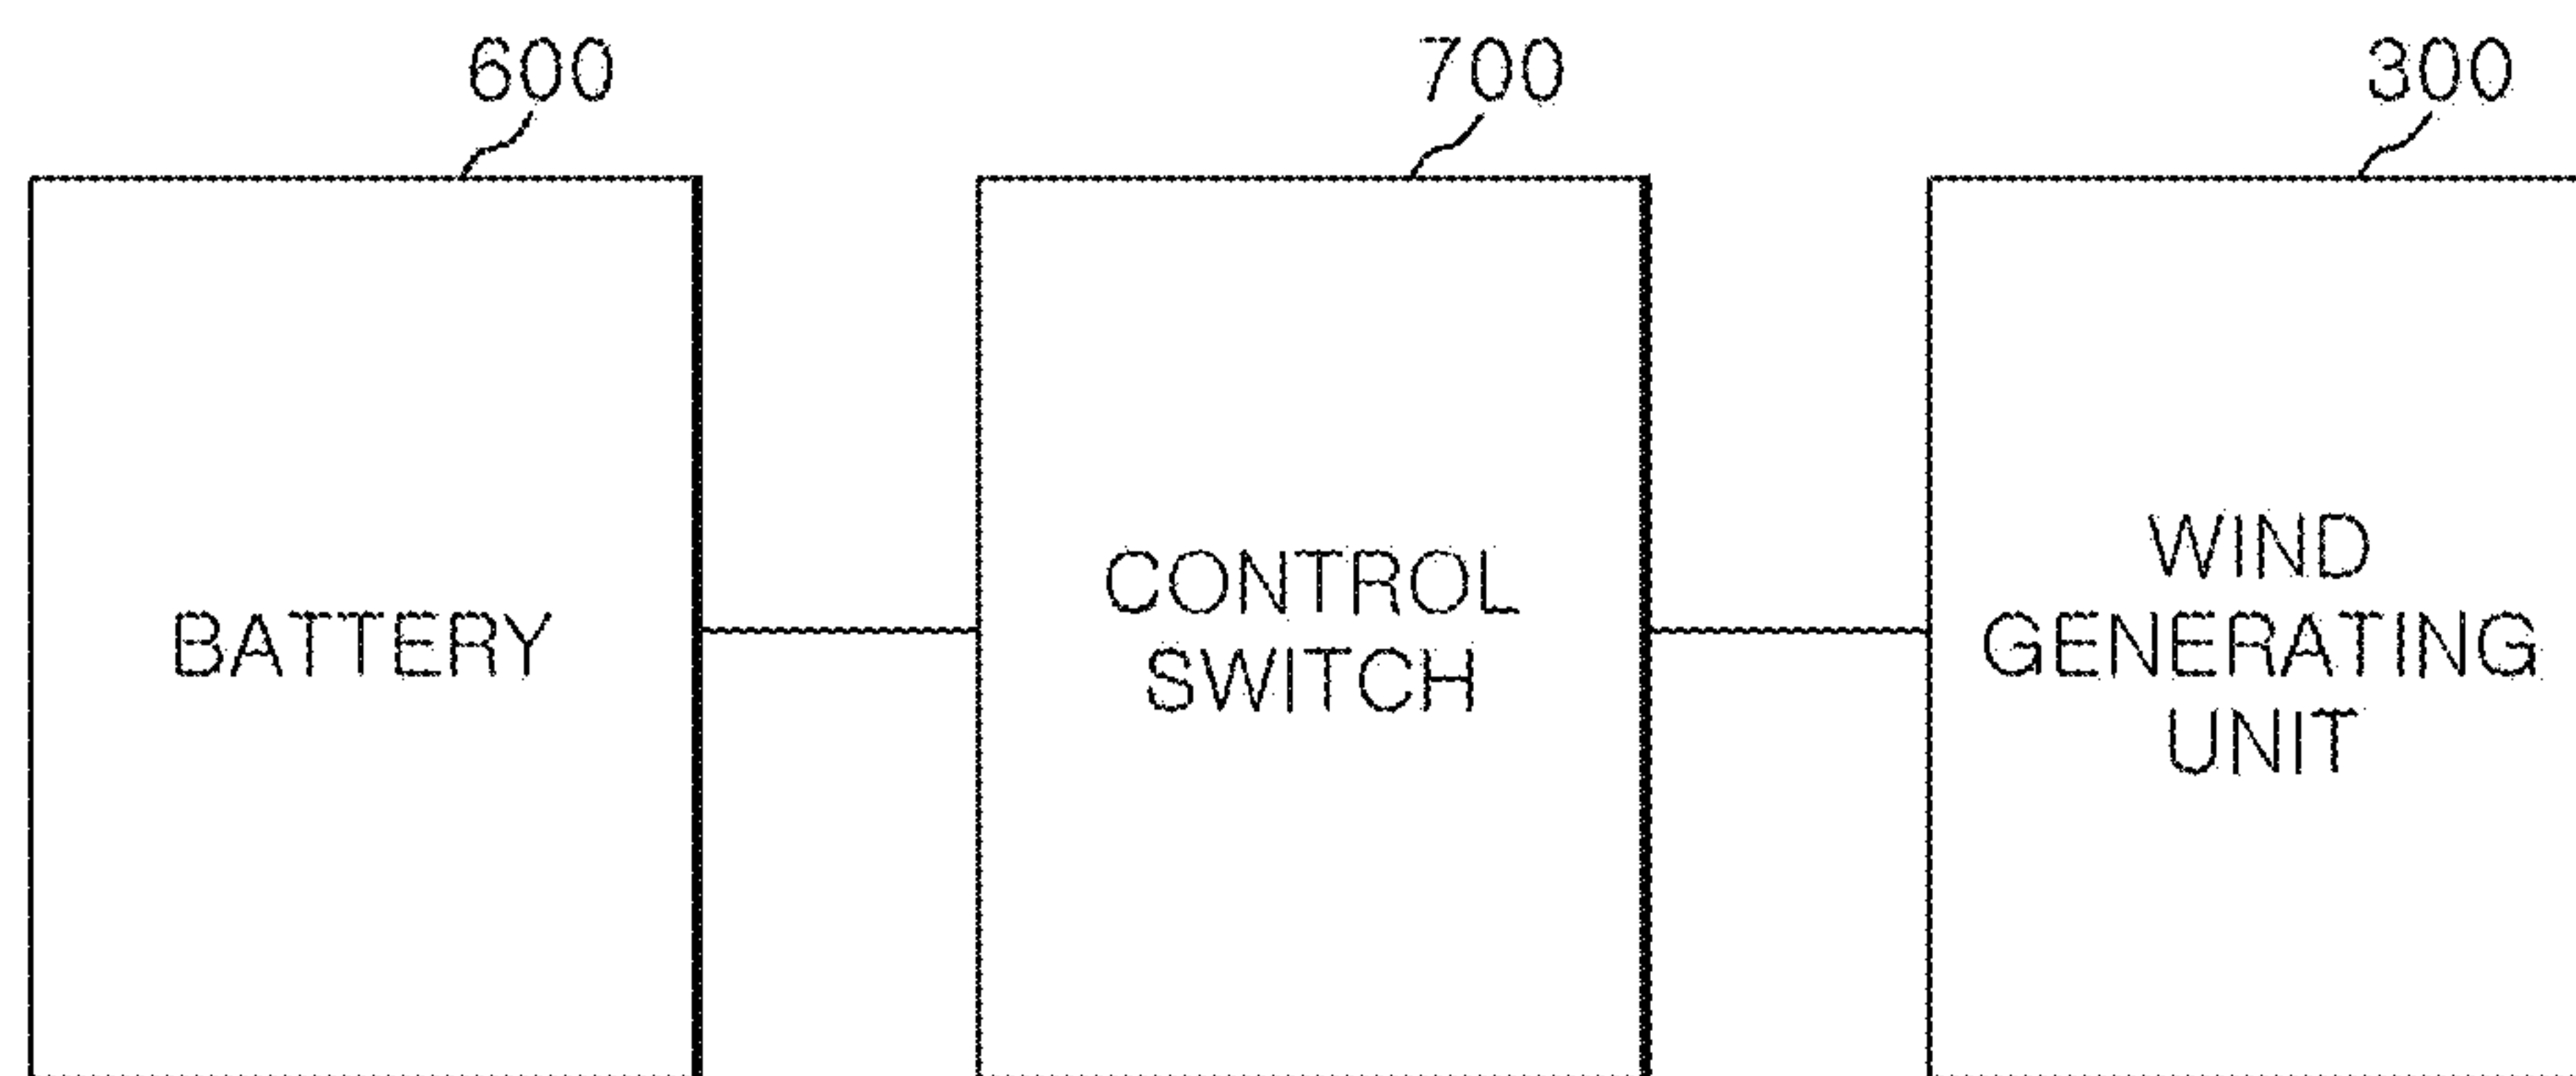 600
700
300
BATTERY
CONTROL
SWITCH
WIND
GENERATING
UNIT